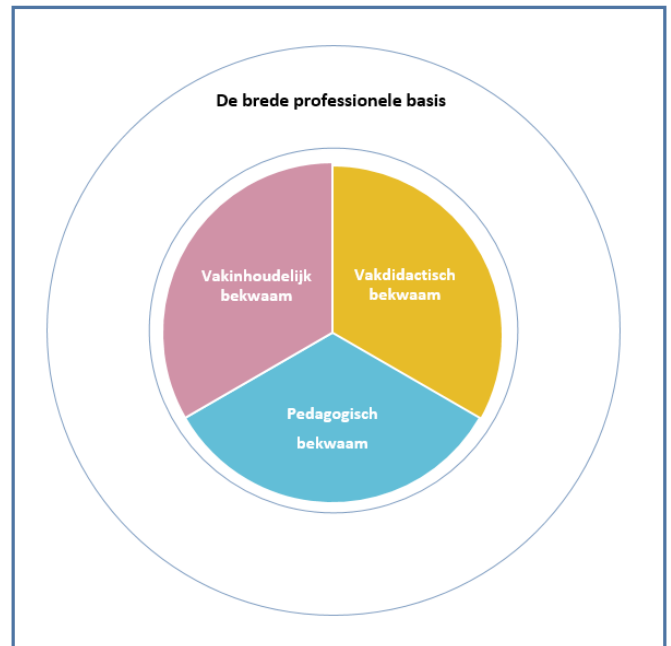 De brede professionele basis
Vakinhoudelijk
bekwaam
Vakdidactisch
bekwaam
Pedagogisch
bekwaam